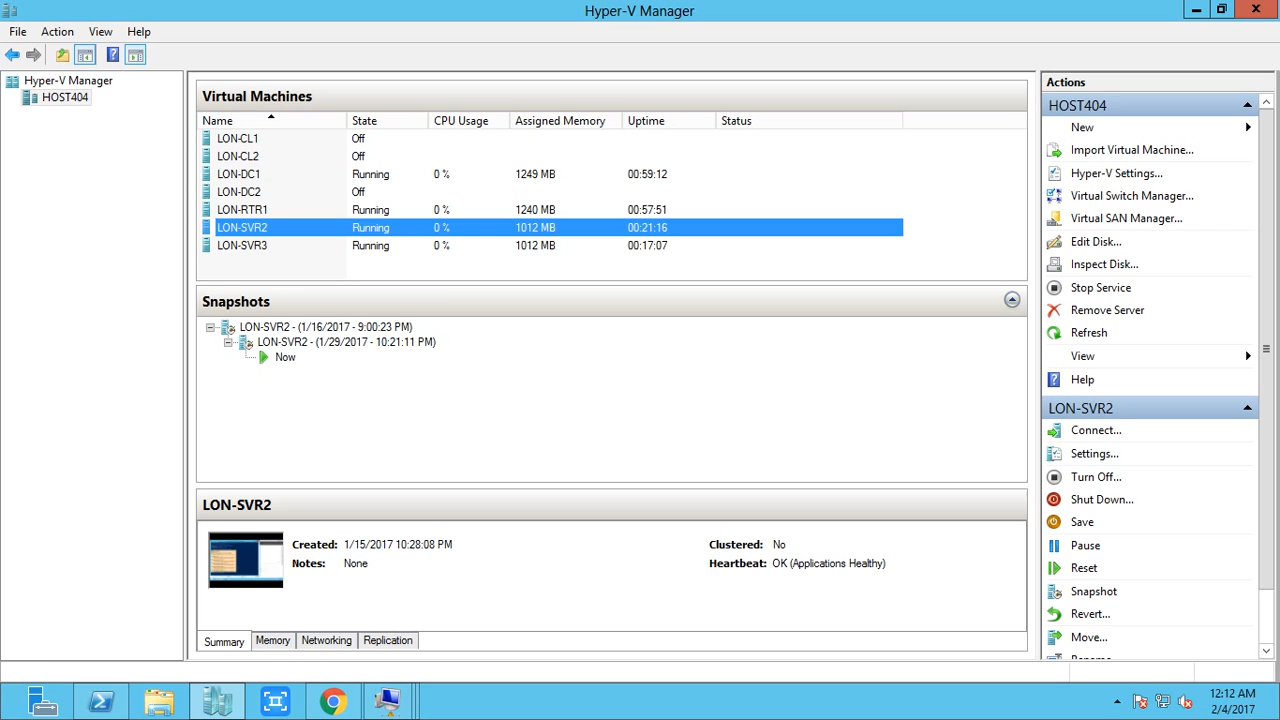 Hyper-V Manager
File Action View Help
Hyper-V Manager
HOST404
Virtual Machines
Name State CPU Usage Assigned Memory Uptime Status
LON-CL1 Off
LON-CL2 Off
LON-DC1 Running 0 % 1249 MB 00:59:12
LON-DC2 Off
LON-RTR1 Running 0 % 1240 MB 00:57:51
LON-SVR2 Running 0 % 1012 MB 00:21:16
LON-SVR3 Running 0 % 1012 MB 00:17:07
Snapshots
LON-SVR2 - (1/16/2017 - 9:00:23 PM)
LON-SVR2 - (1/29/2017 - 10:21:11 PM)
Now
LON-SVR2
Created: 1/15/2017 10:28:08 PM Clustered: No
Notes: None Heartbeat: OK (Applications Healthy)
Summary Memory Networking Replication
Actions
HOST404
New
Import Virtual Machine...
Hyper-V Settings...
Virtual Switch Manager...
Virtual SAN Manager...
Edit Disk...
Inspect Disk...
Stop Service
Remove Server
Refresh
View
Help
LON-SVR2
Connect...
Settings...
Turn Off...
Shut Down...
Save
Pause
Reset
Snapshot
Revert...
Move...
Rename...
12:12 AM
2/4/2017